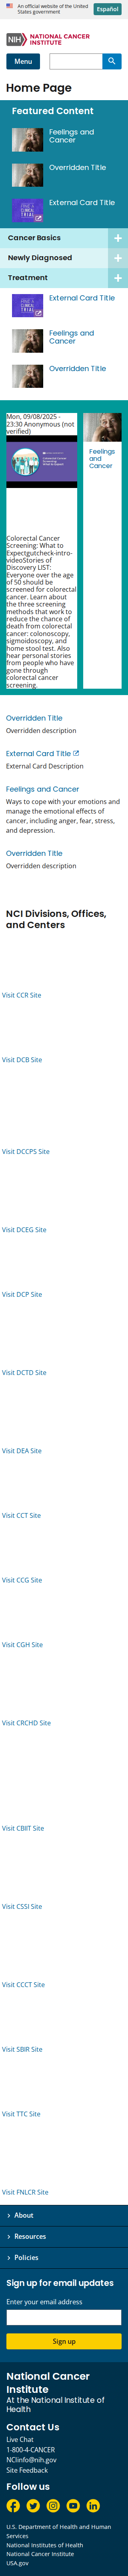 An official website of the United
States government
Español
NIH
NATIONAL CANCER
INSTITUTE
Menu
Home Page
Featured Content
Feelings and
Cancer
Overridden Title
External Card Title
Cancer Basics
Newly Diagnosed
Treatment
External Card Title
Feelings and
Cancer
Overridden Title
Mon, 09/08/2025 -
23:30 Anonymous (not
verified)
Colorectal Cancer
Screening: What to
Expectgutcheck-intro-
videoStories of
Discovery LIST:
Everyone over the age
of 50 should be
screened for colorectal
cancer. Learn about
the three screening
methods that work to
reduce the chance of
death from colorectal
cancer: colonoscopy,
sigmoidoscopy, and
home stool test. Also
hear personal stories
from people who have
gone through
colorectal cancer
screening.
Feelings
and
Cancer
Overridden Title
Overridden description
External Card Title
External Card Description
Feelings and Cancer
Ways to cope with your emotions and
manage the emotional effects of
cancer, including anger, fear, stress,
and depression.
Overridden Title
Overridden description
NCI Divisions, Offices,
and Centers
Visit CCR Site
Visit DCB Site
Visit DCCPS Site
Visit DCEG Site
Visit DCP Site
Visit DCTD Site
Visit DEA Site
Visit CCT Site
Visit CCG Site
Visit CGH Site
Visit CRCHD Site
Visit CBIIT Site
Visit CSSI Site
Visit CCCT Site
Visit SBIR Site
Visit TTC Site
Visit FNLCR Site
About
Resources
Policies
Sign up for email updates
Enter your email address
Sign up
National Cancer
Institute
At the National Institute of
Health
Contact Us
Live Chat
1-800-4-CANCER
NCIinfo@nih.gov
Site Feedback
Follow us
U.S. Department of Health and Human
Services
National Institutes of Health
National Cancer Institute
USA.gov